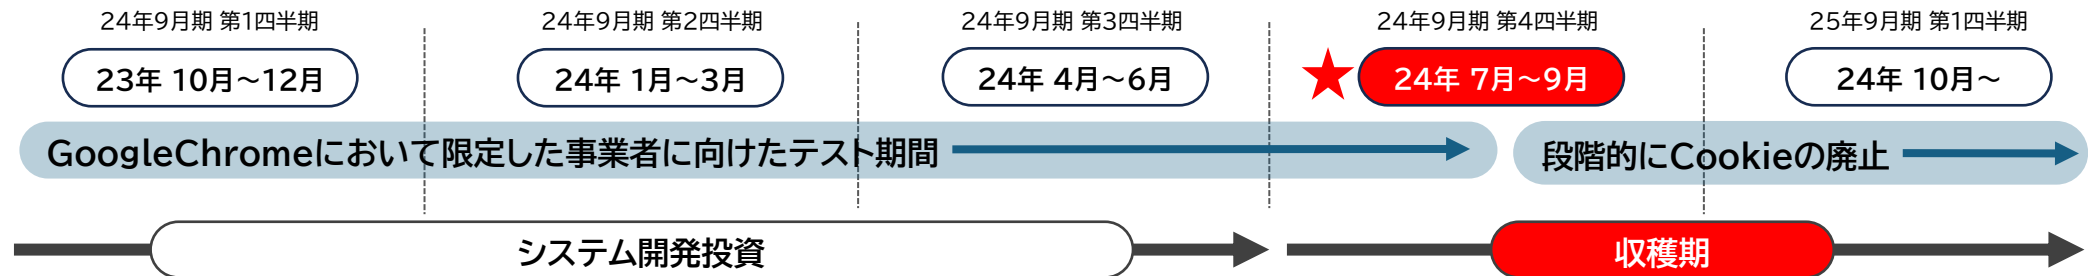 24年9月期 第1四半期
24年9月期 第2四半期
24年9月期 第3四半期
24年9月期 第4四半期
25年9月期 第1四半期
23年 10月～12月
24年 1月～3月
24年 4月～6月
24年 7月～9月
24年 10月～
GoogleChromeにおいて限定した事業者に向けたテスト期間
段階的にCookieの廃止
システム開発投資
収穫期